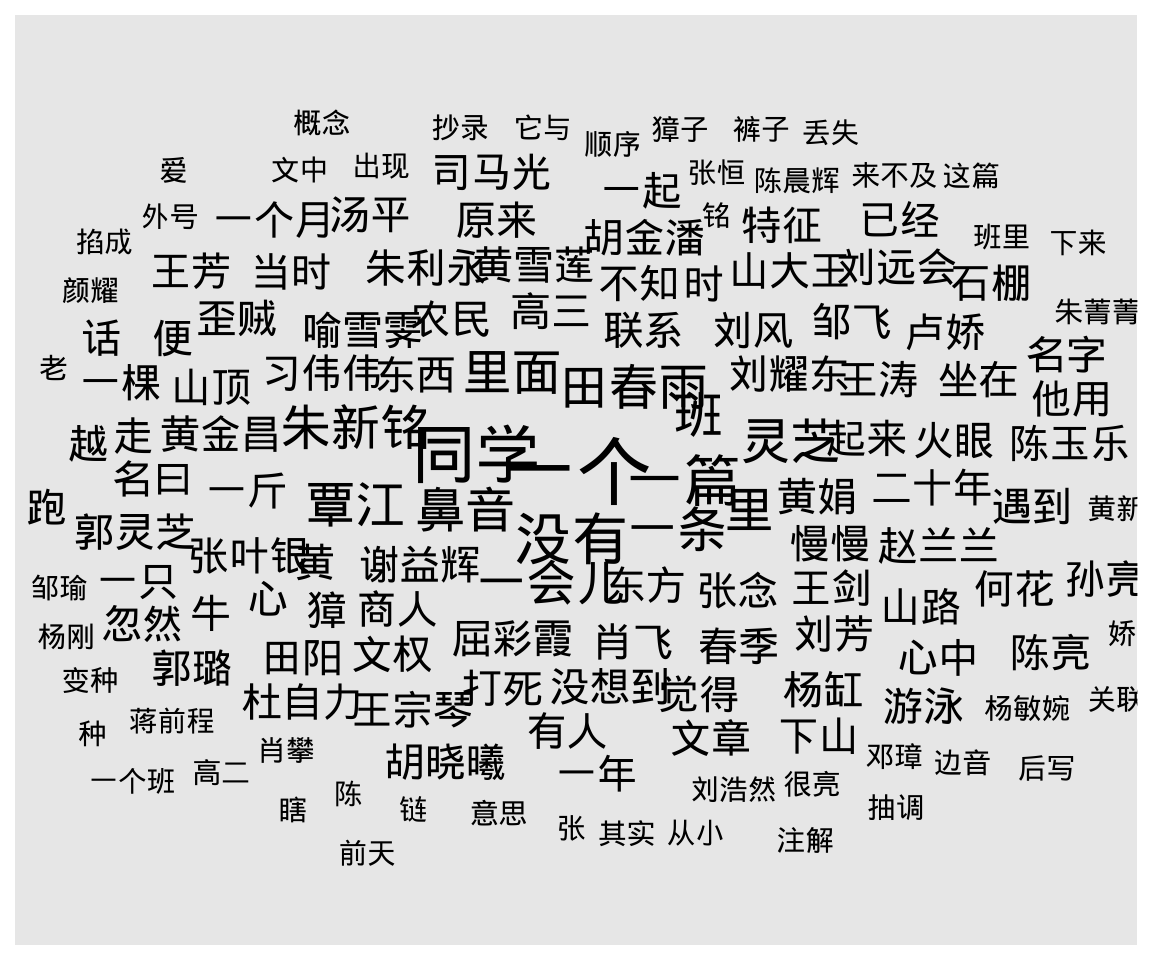 概念
抄录 它与 顺序 獐子 裤子 丢失
爱 文中 出现 司马光 一起 张恒 陈晨辉 来不及 这篇
外号 一个月 汤平 原来 胡金潘 铭 特征 已经
掐成 王芳 当时 朱利永 黄雪莲 不知 时 山大王 刘远会 石棚 班里 下来
颜耀 歪贼 喻雪霁 农民 高三 联系 刘风 邹飞 卢娇 朱菁菁
话 便 名字
老 一棵 山顶 习伟伟 东西 里面 田春雨 刘耀东 王涛 坐在 他用
越 走 黄金昌 朱新铭 同学 一个 班 灵芝 起来 火眼 陈玉乐
名曰 一斤 覃江 鼻音 一篇 里 黄娟 二十年 遇到 黄新
跑 郭灵芝 张叶银 黄 谢益辉 没有 一条 慢慢 赵兰兰
邹瑜 一只 心 一会儿 东方 张念 王剑 山路 何花 孙亮
杨刚 忽然 牛 獐 商人 屈彩霞 肖飞 春季 刘芳 心中 陈亮 娇
变种 郭璐 田阳 文权 打死 没想到 觉得 杨缸 游泳 杨敏婉 关联
种 蒋前程 杜自力 王宗琴 有人 文章 下山
一个班 高二 肖攀 胡晓曦 一年 刘浩然 很亮 邓璋 边音 后写
瞎 陈 链 意思 张 其实 从小 注解 抽调
前天